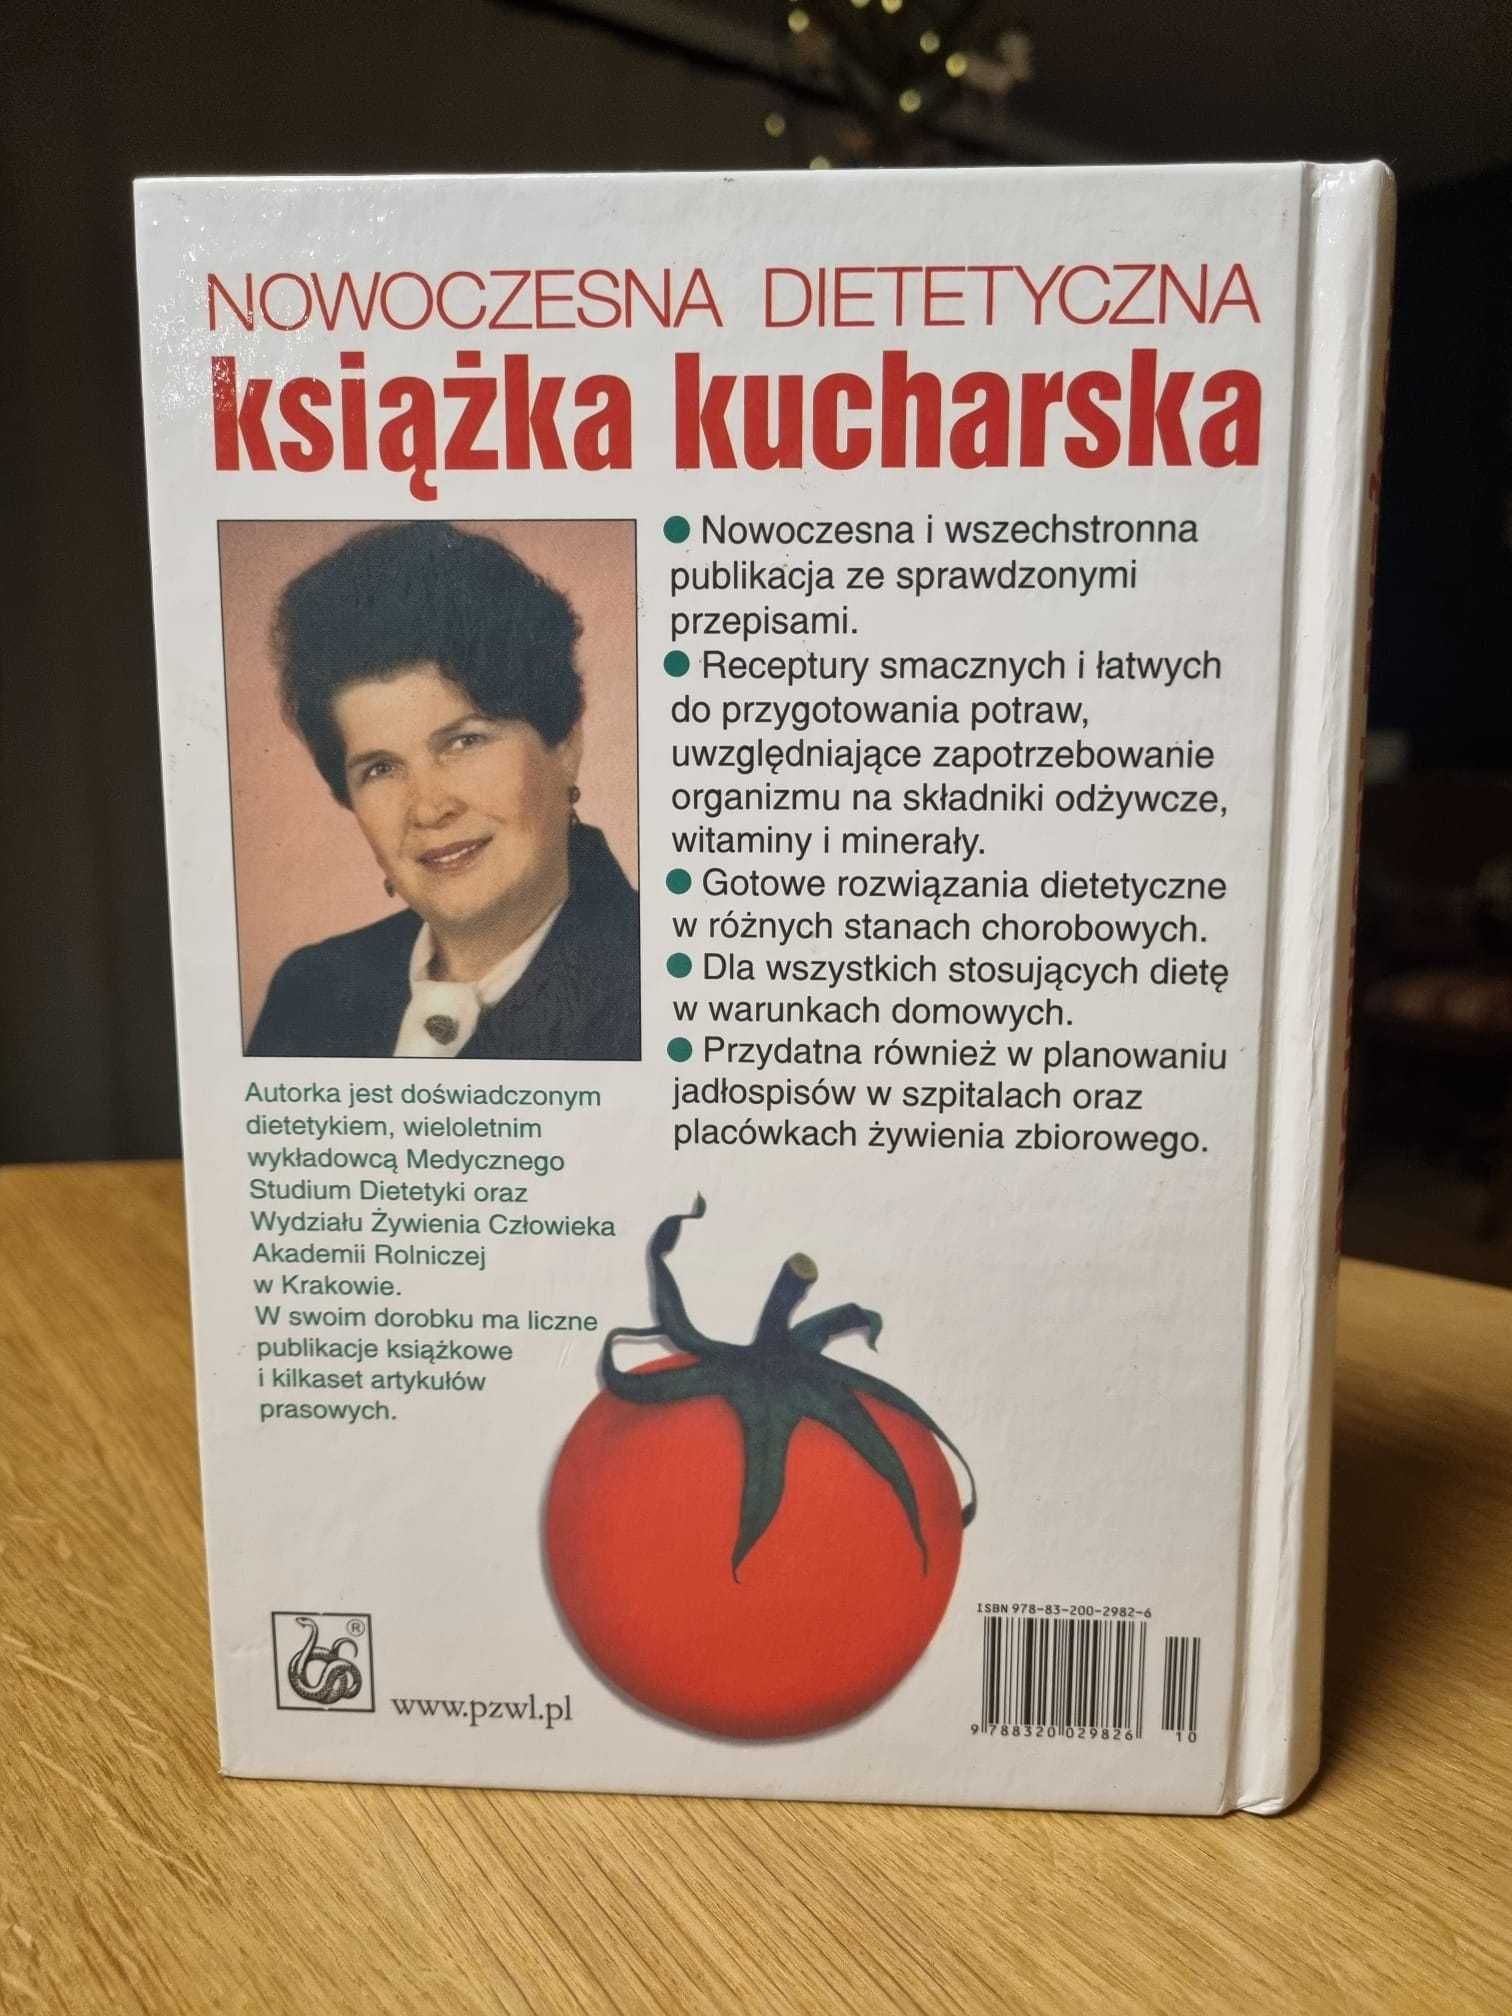 NOWOCZESNA DIETETYCZNA
książka kucharska
● Nowoczesna i wszechstronna
publikacja ze sprawdzonymi
przepisami.
● Receptury smacznych i łatwych
do przygotowania potraw,
uwzględniające zapotrzebowanie
organizmu na składniki odżywcze,
witaminy i minerały.
● Gotowe rozwiązania dietetyczne
w różnych stanach chorobowych.
● Dla wszystkich stosujących dietę
w warunkach domowych.
● Przydatna również w planowaniu
jadłospisów w szpitalach oraz
placówkach żywienia zbiorowego.
Autorka jest doświadczonym
dietetykiem, wieloletnim
wykładowcą Medycznego
Studium Dietetyki oraz
Wydziału Żywienia Człowieka
Akademii Rolniczej
w Krakowie.
W swoim dorobku ma liczne
publikacje książkowe
i kilkaset artykułów
prasowych.
®
www.pzwl.pl
ISBN 978-83-200-2982-6
9 788320 029826
10